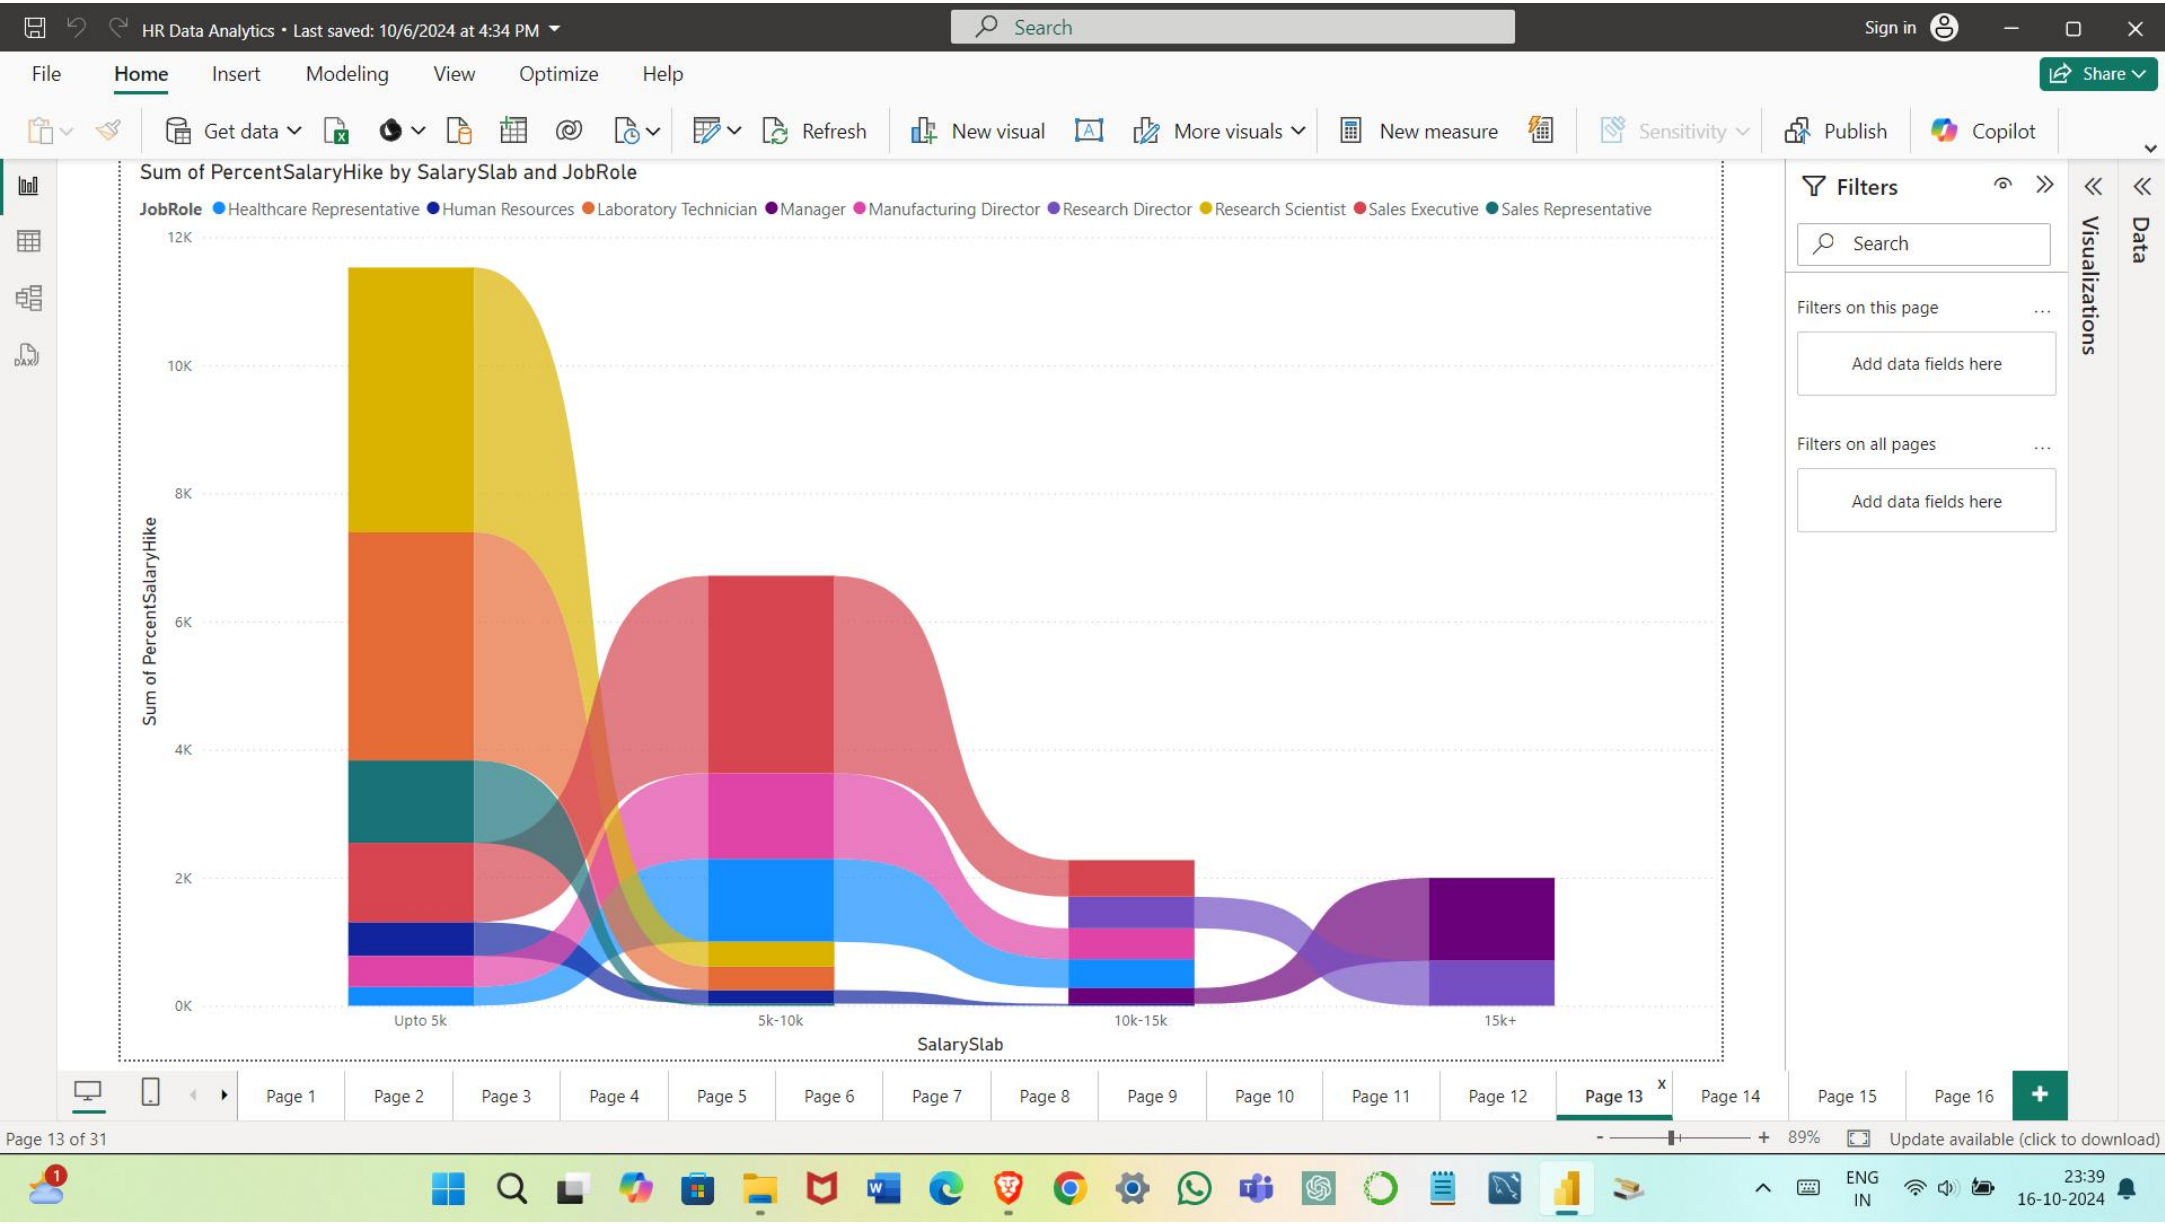 HR Data Analytics • Last saved: 10/6/2024 at 4:34 PM
Search
Sign in
File Home Insert Modeling View Optimize Help
Share
Get data
Refresh
New visual
A
More visuals
New measure
Sensitivity
Publish
Copilot
DAX
Sum of PercentSalaryHike by SalarySlab and JobRole
JobRole Healthcare Representative Human Resources Laboratory Technician Manager Manufacturing Director Research Director Research Scientist Sales Executive Sales Representative
12K
10K
8K
6K
4K
2K
0K
Sum of PercentSalaryHike
Upto 5k 5k-10k 10k-15k 15k+
SalarySlab
Filters
Search
Filters on this page
...
Add data fields here
Filters on all pages
...
Add data fields here
Visualizations
Data
Page 1 Page 2 Page 3 Page 4 Page 5 Page 6 Page 7 Page 8 Page 9 Page 10 Page 11 Page 12 Page 13 x Page 14 Page 15 Page 16 +
Page 13 of 31
- + 89% Update available (click to download)
1
W
T
ENG
IN
23:39
16-10-2024